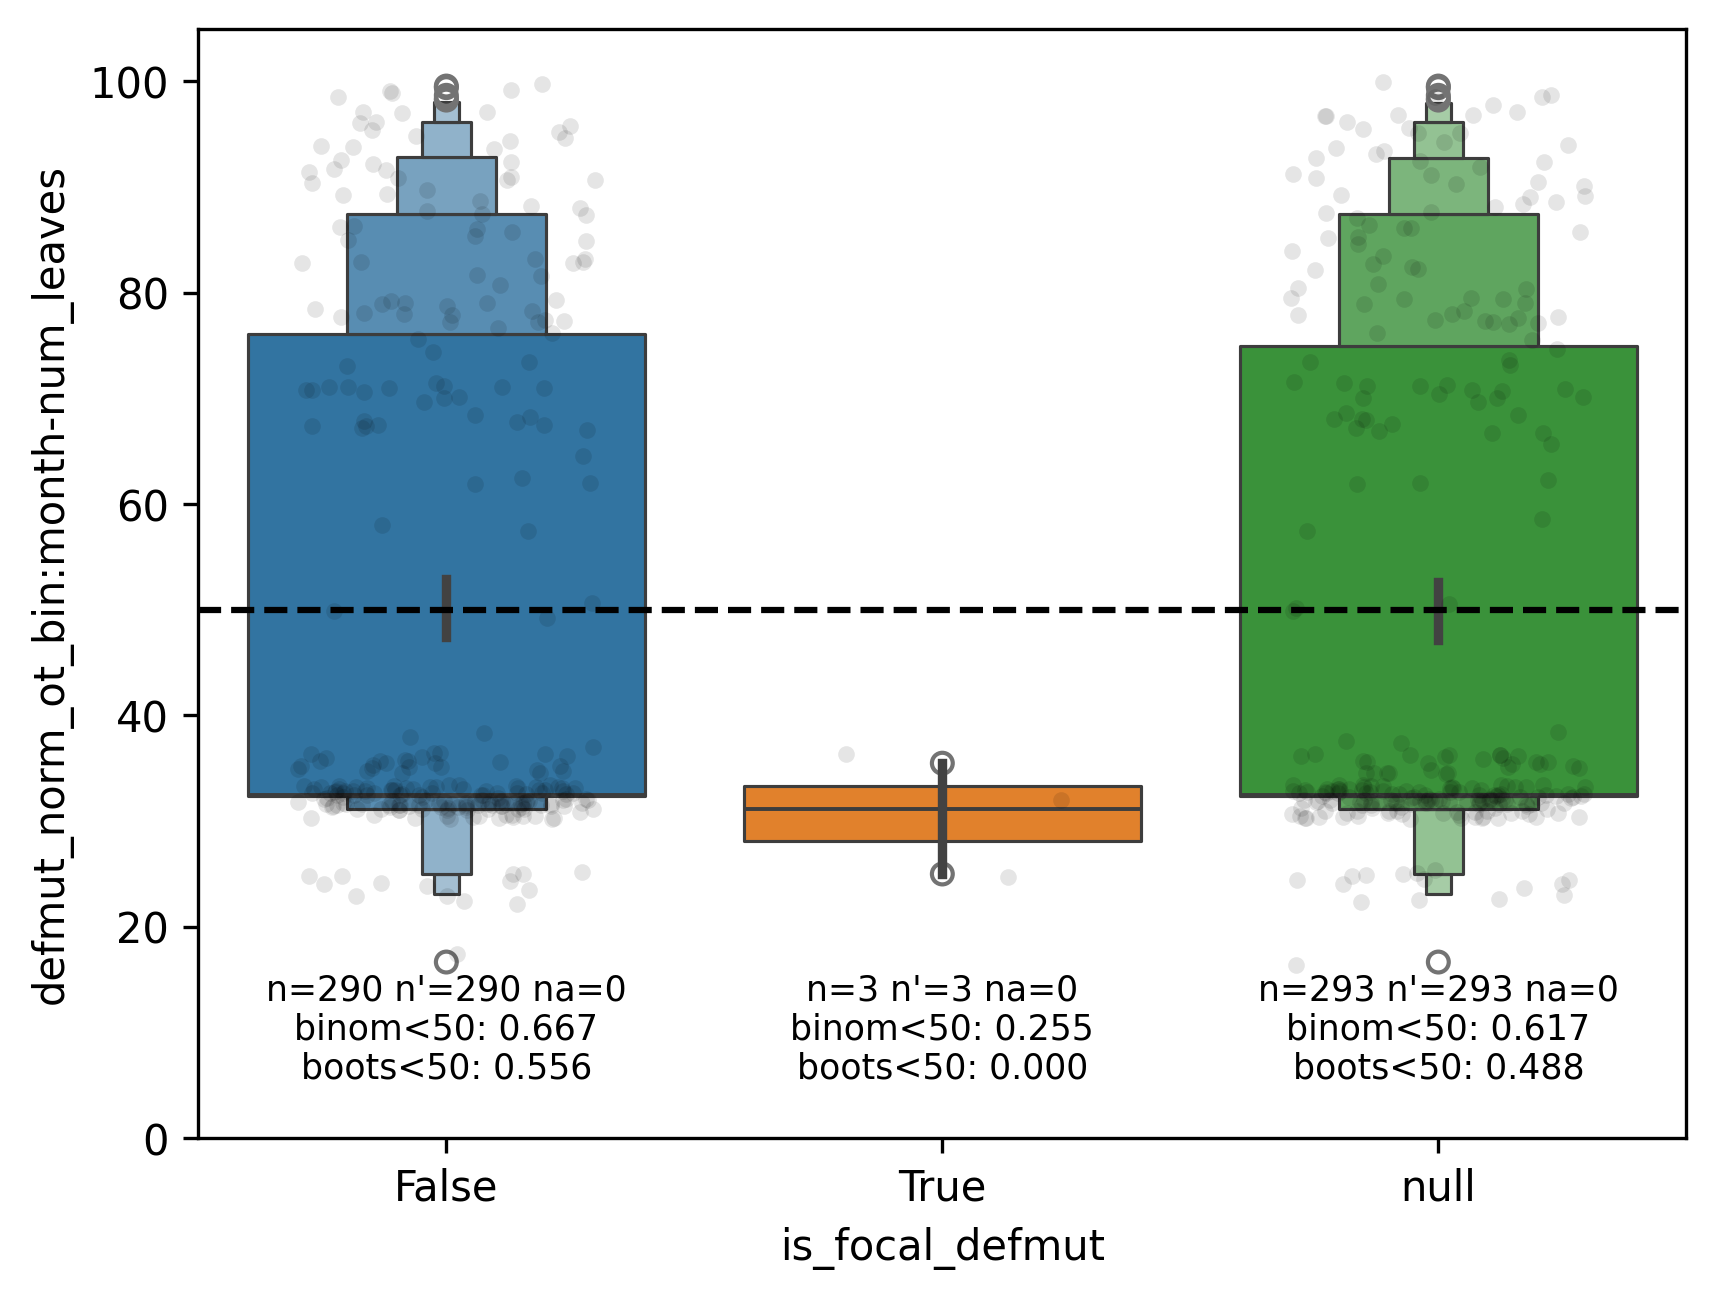 100
80
60
40
20
0
defmut_norm_ot_bin:month-num_leaves
n=290 n'=290 na=0
binom<50: 0.667
boots<50: 0.556
n=3 n'=3 na=0
binom<50: 0.255
boots<50: 0.000
n=293 n'=293 na=0
binom<50: 0.617
boots<50: 0.488
False
True
null
is_focal_defmut